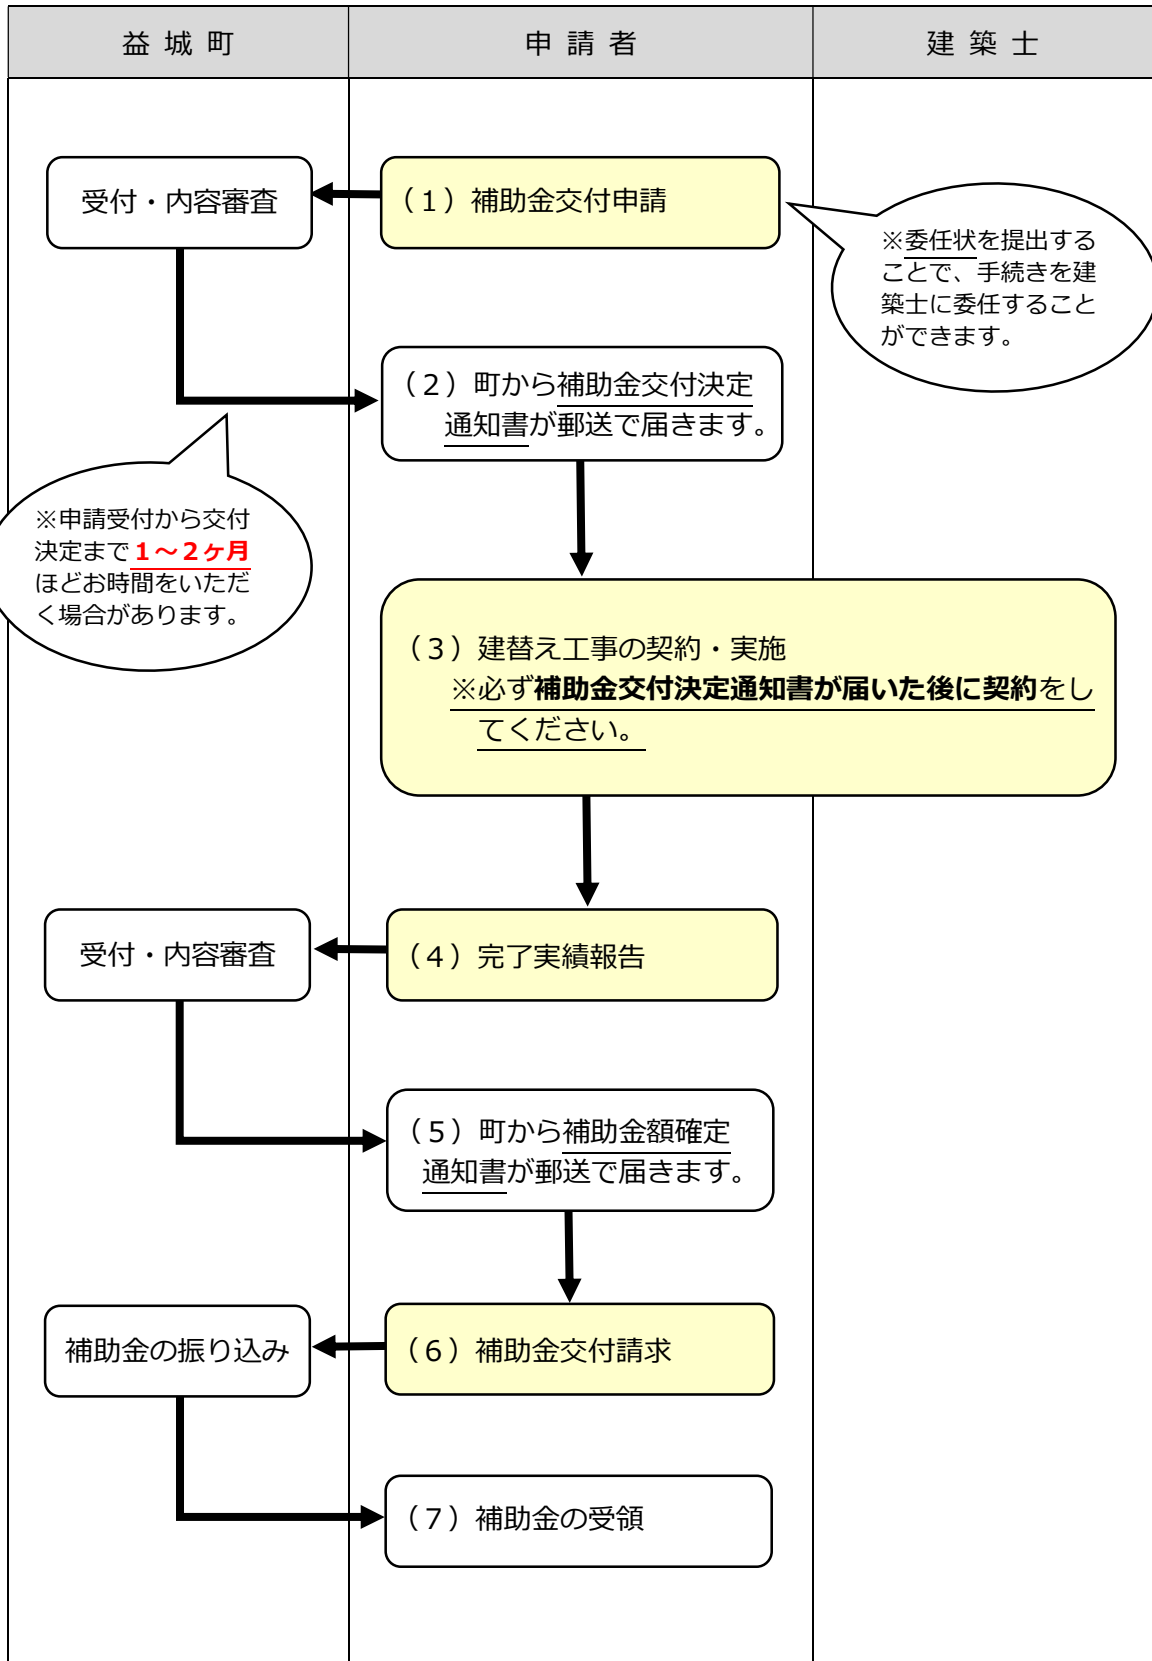 益城町
申請者
建築士
受付・内容審査
（１）補助金交付申請
※委任状を提出する
ことで、手続きを建
築士に委任すること
ができます。
（２）町から補助金交付決定
通知書が郵送で届きます。
※申請受付から交付
決定まで１～２ヶ月
ほどお時間をいただ
く場合があります。
（３）建替え工事の契約・実施
※必ず補助金交付決定通知書が届いた後に契約をし
てください。
受付・内容審査
（４）完了実績報告
（５）町から補助金額確定
通知書が郵送で届きます。
補助金の振り込み
（６）補助金交付請求
（７）補助金の受領